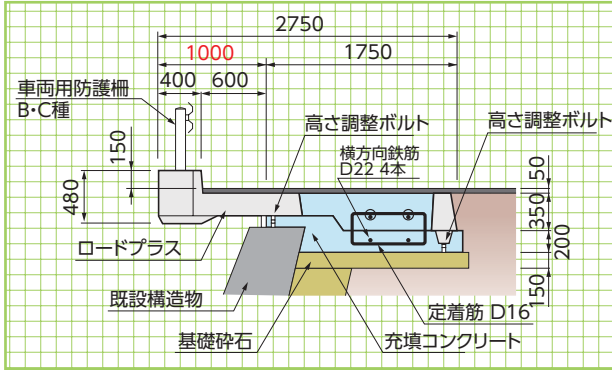 2750
1000
1750
400
600
車両用防護柵
B・C種
高さ調整ボルト
高さ調整ボルト
横方向鉄筋
D22 4本
150
480
50
350
200
150
ロードプラス
既設構造物
定着筋 D16
基礎砕石
充填コンクリート